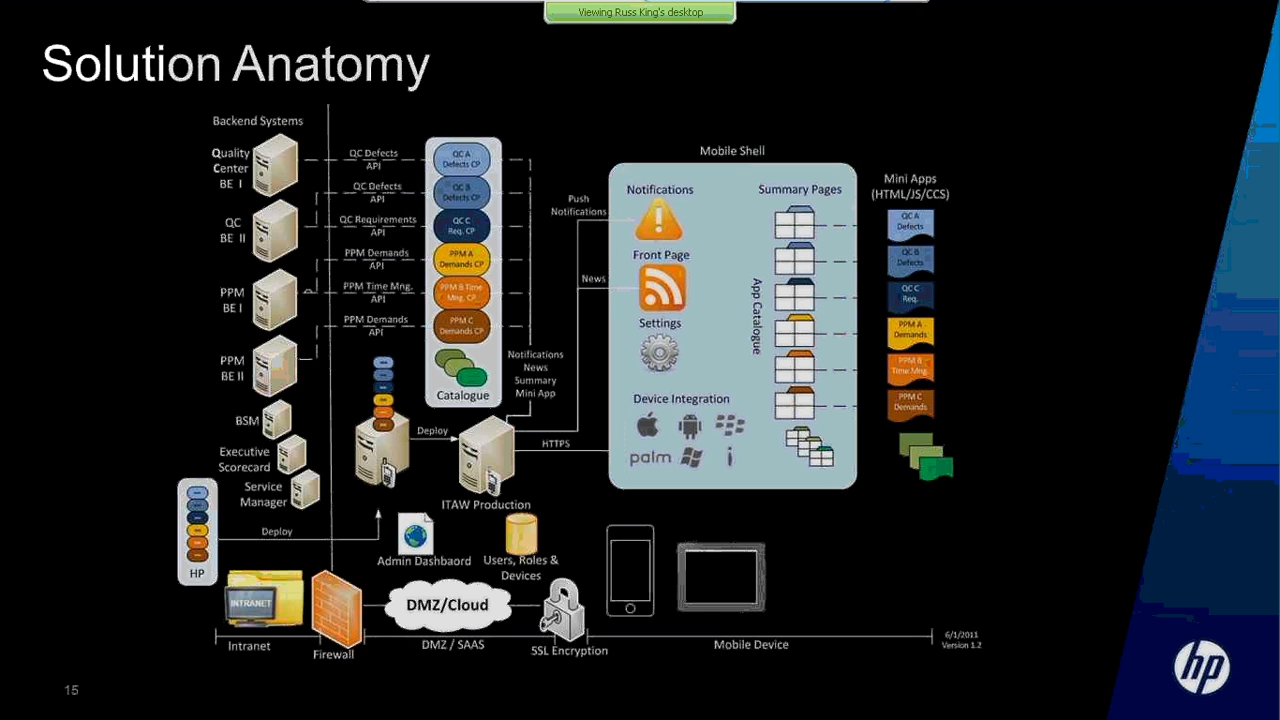 Viewing Russ King's desktop
Solution Anatomy
Backend Systems
Quality
Center
BE I
QC
BE II
PPM
BE I
PPM
BE II
BSM
Executive
Scorecard
Service
Manager
HP
Deploy
QC Defects
API
QC Defects
API
QC Requirements
API
PPM Demands
API
PPM Time Mng.
API
PPM Demands
API
QC A
Defects CP
QC B
Defects CP
QC C
Req. CP
PPM A
Demands CP
PPM B Time
Mng. CP
PPM C
Demands CP
Catalogue
Notifications
News
Summary
Mini App
Deploy
HTTPS
ITAW Production
Admin Dashbaord
Users, Roles &
Devices
Push
Notifications
News
Mobile Shell
Notifications
Front Page
Settings
Device Integration
palm
Summary Pages
App Catalogue
Mini Apps
(HTML/JS/CCS)
QC A
Defects
QC B
Defects
QC C
Req.
PPM A
Demands
PPM B
Time Mng.
PPM C
Demands
INTRANET
DMZ/Cloud
Intranet
Firewall
DMZ / SAAS
SSL Encryption
Mobile Device
6/1/2011
Version 1.2
15
hp